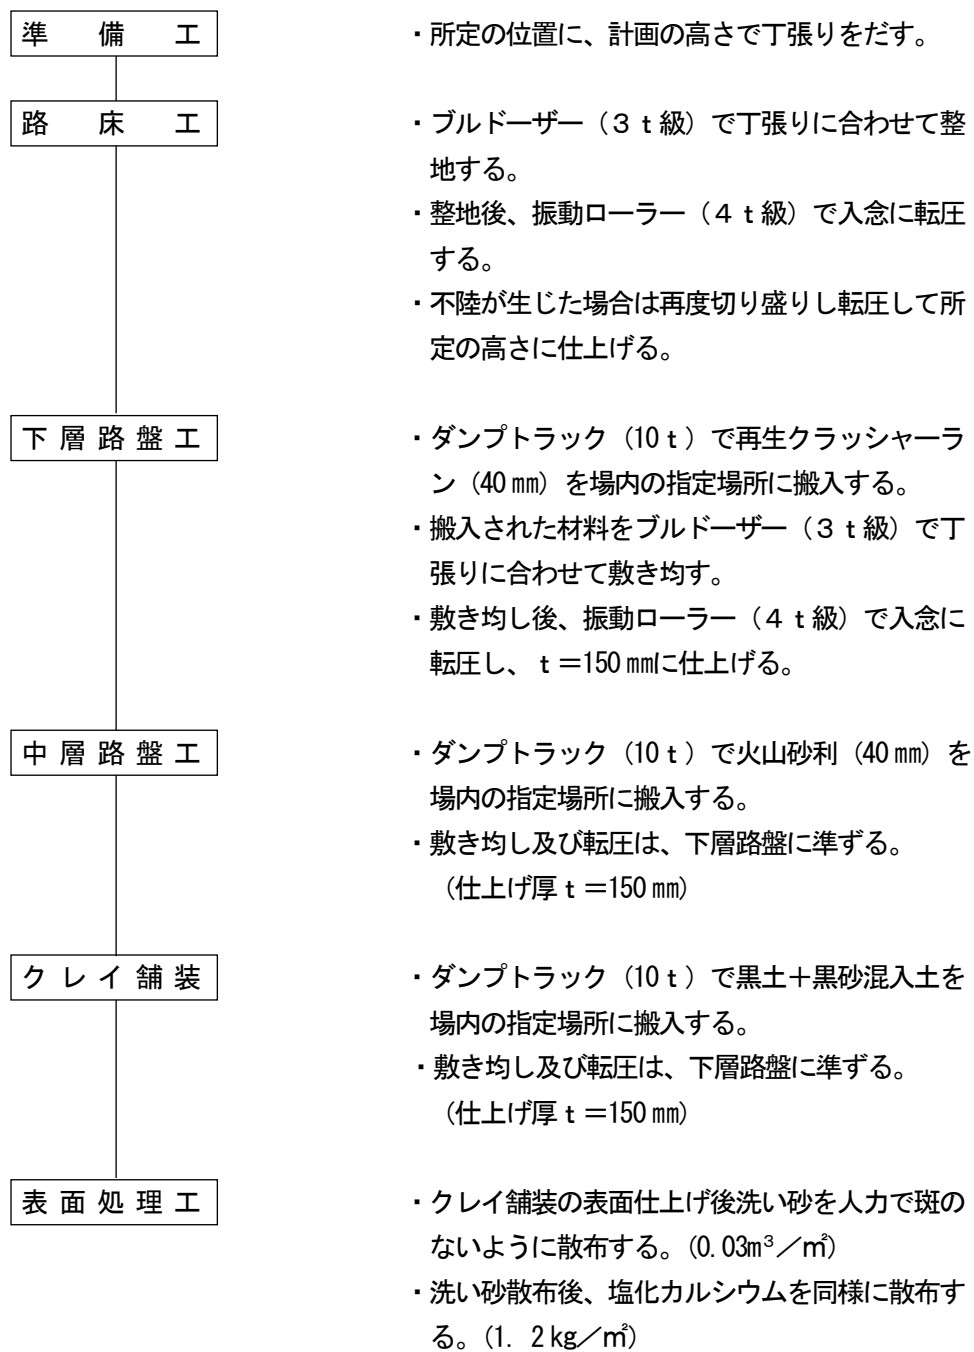 準備工
・所定の位置に、計画の高さで丁張りをだす。
路床工
・ブルドーザー（３ｔ級）で丁張りに合わせて整
地する。
・整地後、振動ローラー（４ｔ級）で入念に転圧
する。
・不陸が生じた場合は再度切り盛りし転圧して所
定の高さに仕上げる。
下層路盤工
・ダンプトラック（10ｔ）で再生クラッシャーラ
ン（40㎜）を場内の指定場所に搬入する。
・搬入された材料をブルドーザー（３ｔ級）で丁
張りに合わせて敷き均す。
・敷き均し後、振動ローラー（４ｔ級）で入念に
転圧し、ｔ＝150㎜に仕上げる。
中層路盤工
・ダンプトラック（10ｔ）で火山砂利（40㎜）を
場内の指定場所に搬入する。
・敷き均し及び転圧は、下層路盤に準ずる。
（仕上げ厚ｔ＝150㎜）
クレイ舗装
・ダンプトラック（10ｔ）で黒土＋黒砂混入土を
場内の指定場所に搬入する。
・敷き均し及び転圧は、下層路盤に準ずる。
（仕上げ厚ｔ＝150㎜）
表面処理工
・クレイ舗装の表面仕上げ後洗い砂を人力で斑の
ないように散布する。(0.03m³／㎡)
・洗い砂散布後、塩化カルシウムを同様に散布す
る。(1. 2㎏／㎡)